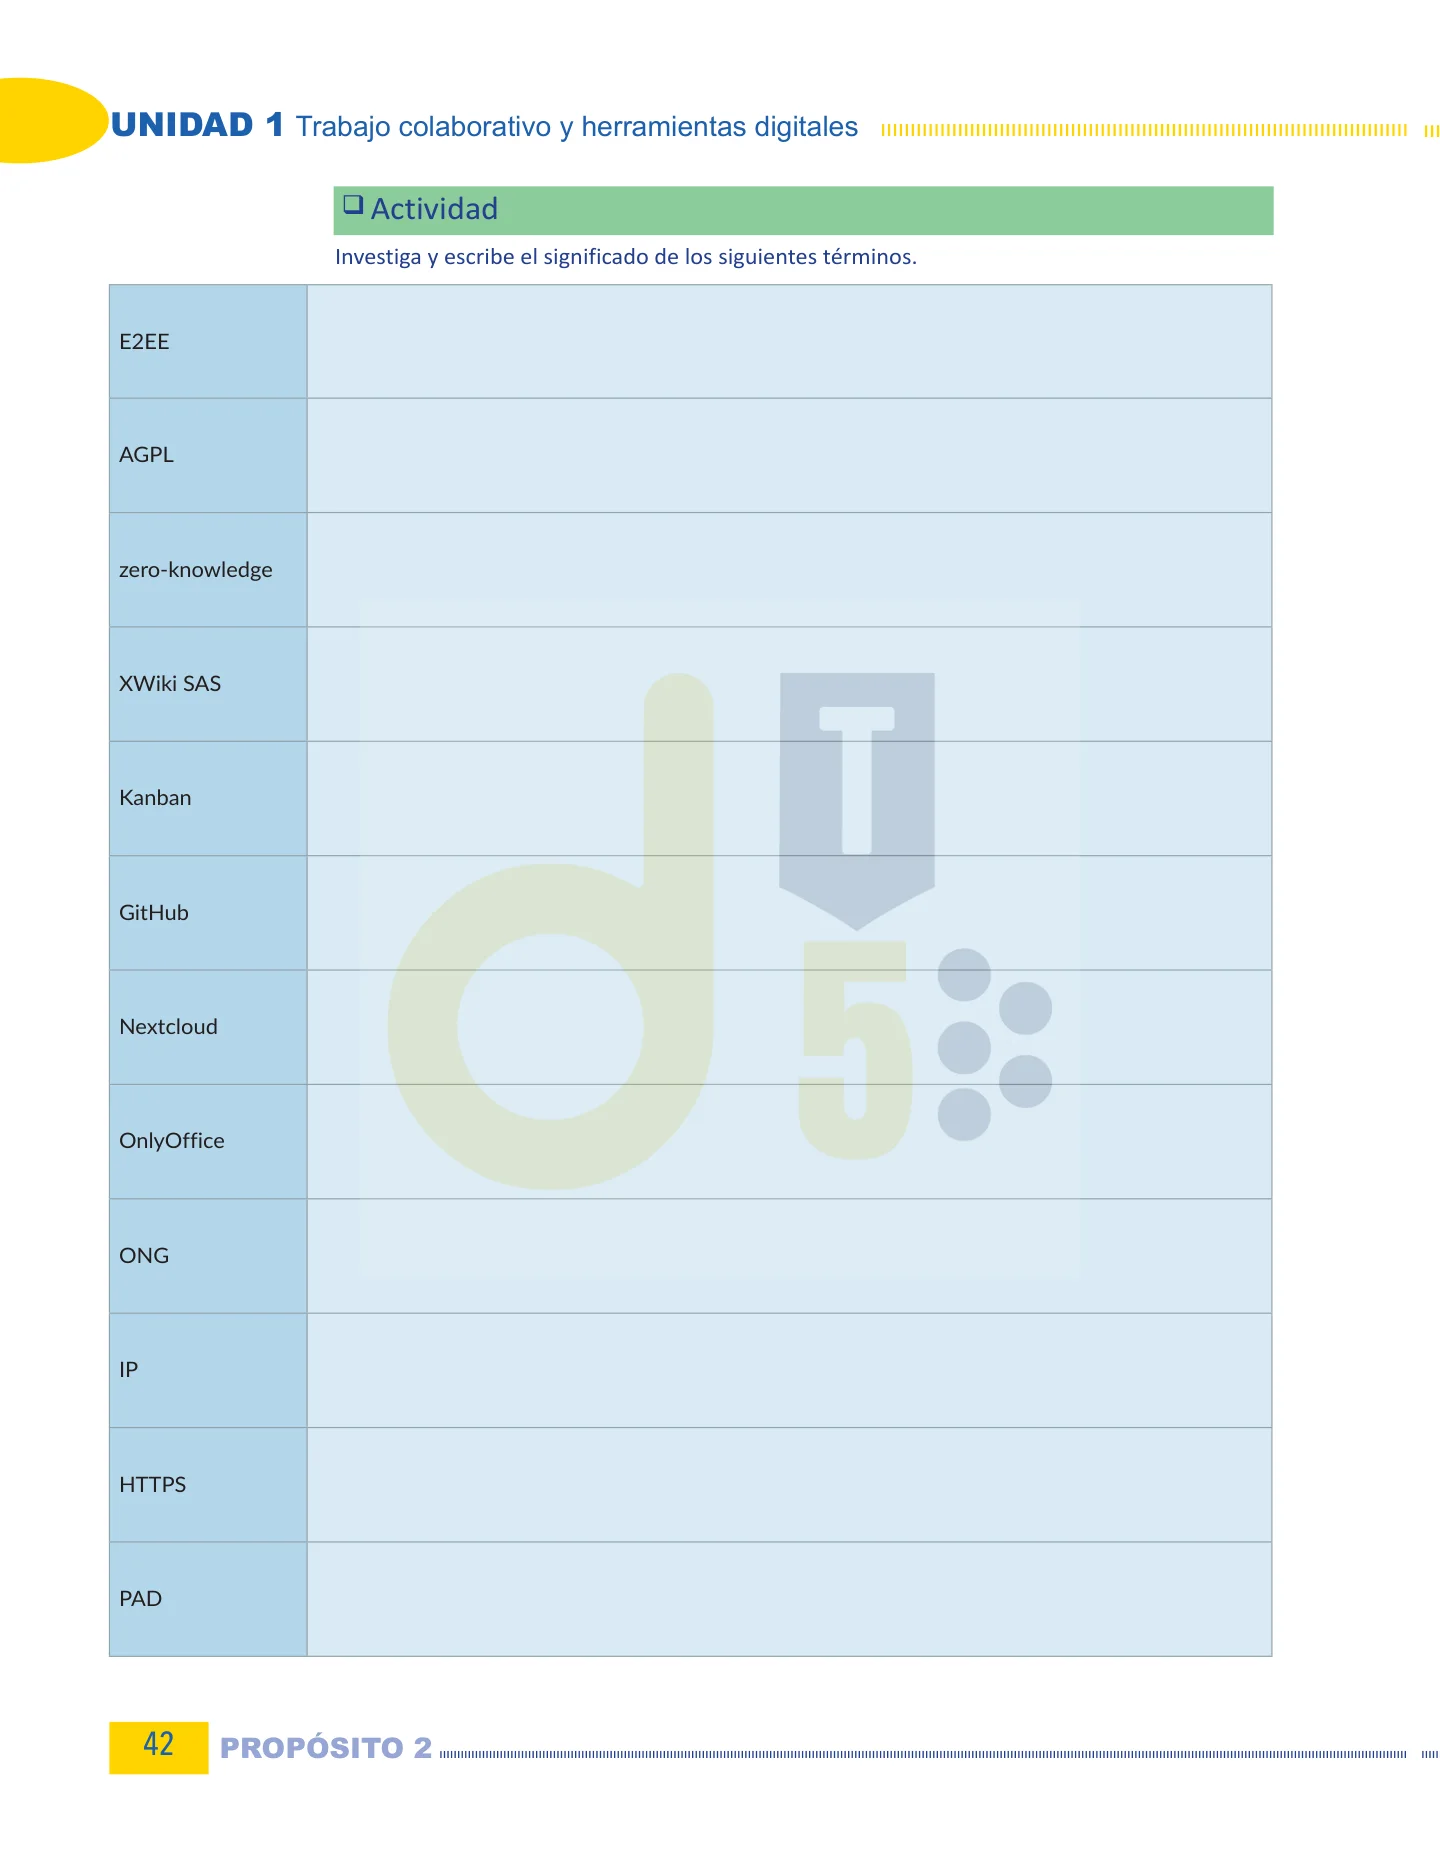 UNIDAD 1 Trabajo colaborativo y herramientas digitales
❑ Actividad
Investiga y escribe el significado de los siguientes términos.
E2EE
AGPL
zero-knowledge
XWiki SAS
Kanban
GitHub
Nextcloud
OnlyOffice
ONG
IP
HTTPS
PAD
d T 5
42 PROPÓSITO 2